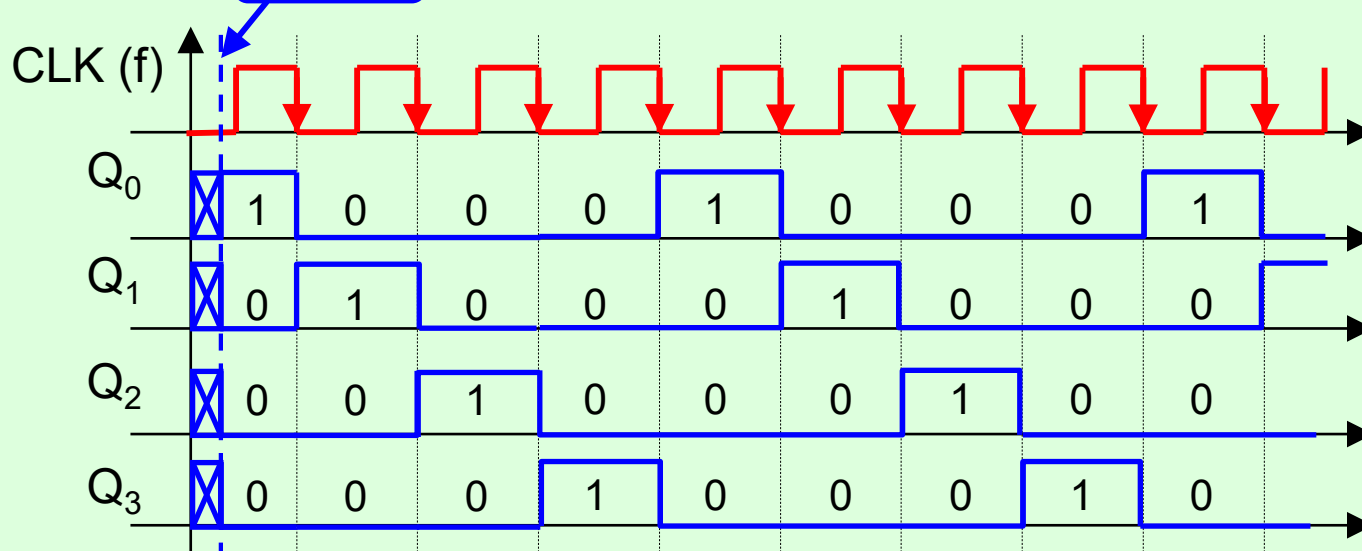 CLK (f)
Q₀ 1 0 0 0 1 0 0 0 1
Q₁ 0 1 0 0 0 1 0 0 0
Q₂ 0 0 1 0 0 0 1 0 0
Q₃ 0 0 0 1 0 0 0 1 0